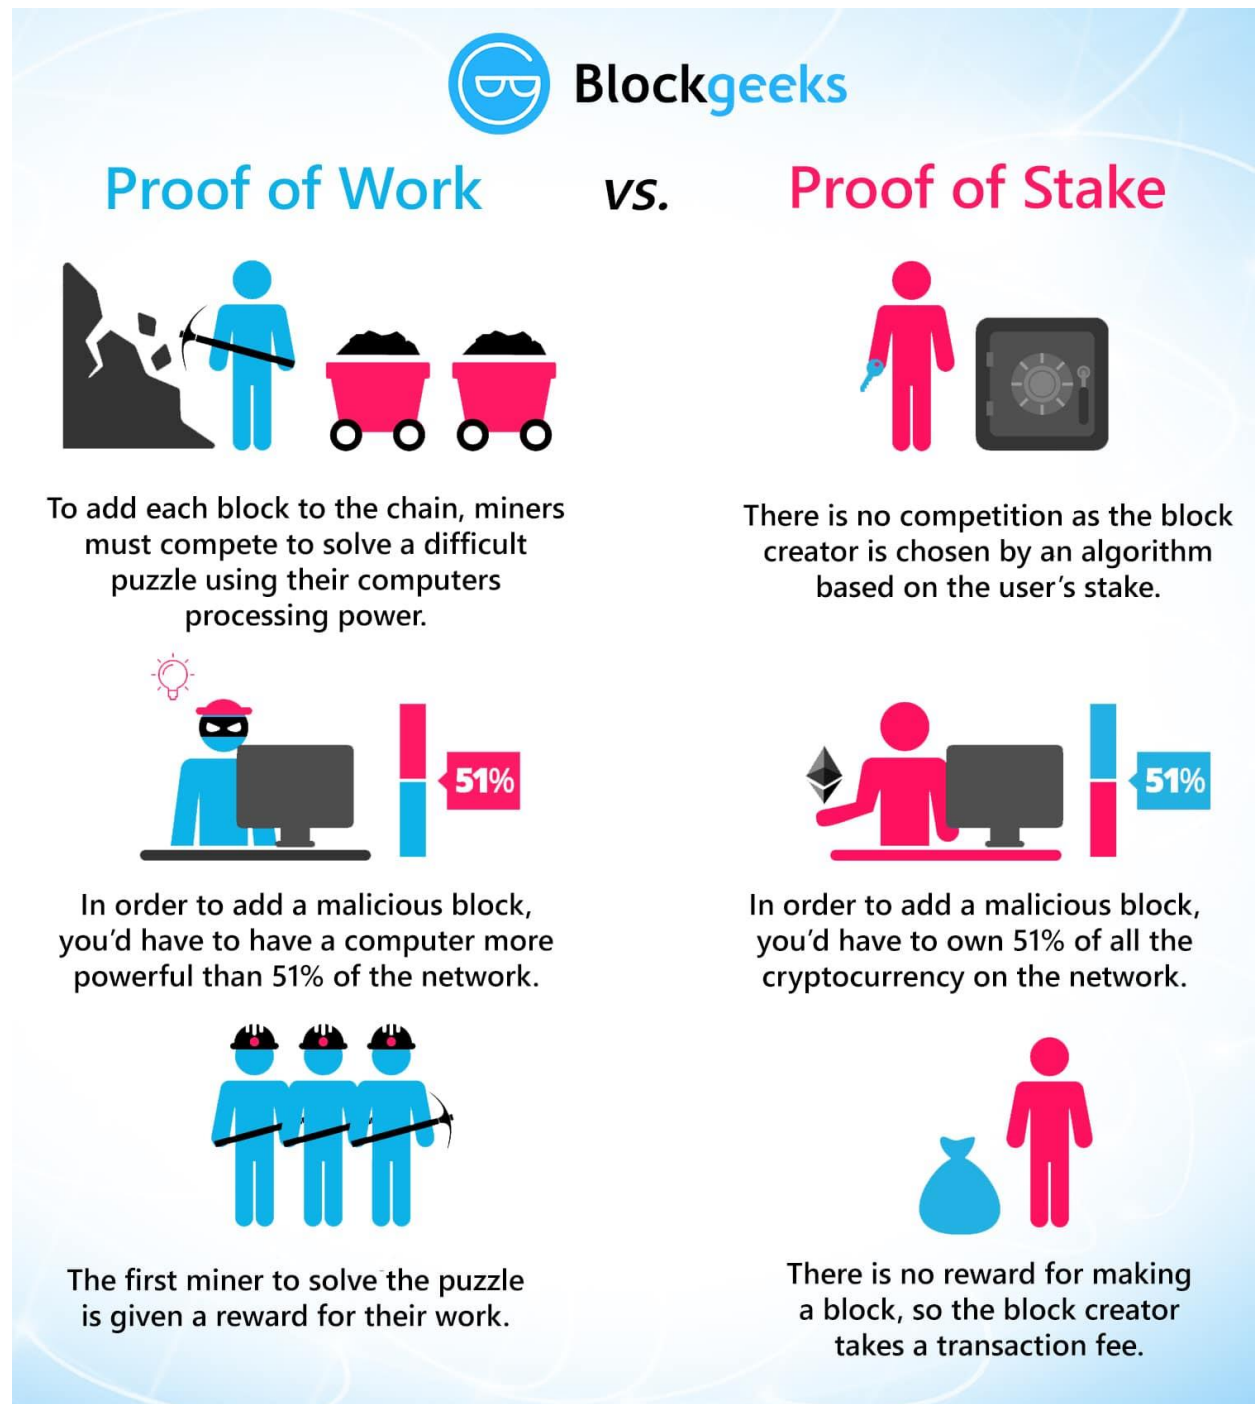 Blockgeeks
Proof of Work
vs.
Proof of Stake
To add each block to the chain, miners
must compete to solve a difficult
puzzle using their computers
processing power.
There is no competition as the block
creator is chosen by an algorithm
based on the user's stake.
51%
51%
In order to add a malicious block,
you'd have to have a computer more
powerful than 51% of the network.
In order to add a malicious block,
you'd have to own 51% of all the
cryptocurrency on the network.
The first miner to solve the puzzle
is given a reward for their work.
There is no reward for making
a block, so the block creator
takes a transaction fee.